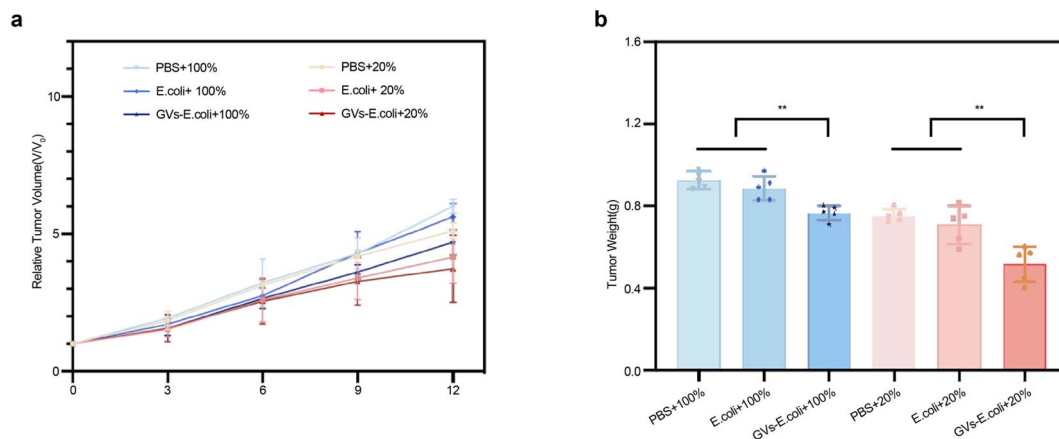 a
b
PBS+100%
E.coli+ 100%
GVs-E.coli+100%
PBS+20%
E.coli+ 20%
GVs-E.coli+20%
Relative Tumor Volume(V/V₀)
10
5
0
0
3
6
9
12
1.6
1.2
0.8
0.4
0.0
Tumor Weight(g)
**
**
PBS+100%
E.coli+100%
GVs-E.coli+100%
PBS+20%
E.coli+20%
GVs-E.coli+20%